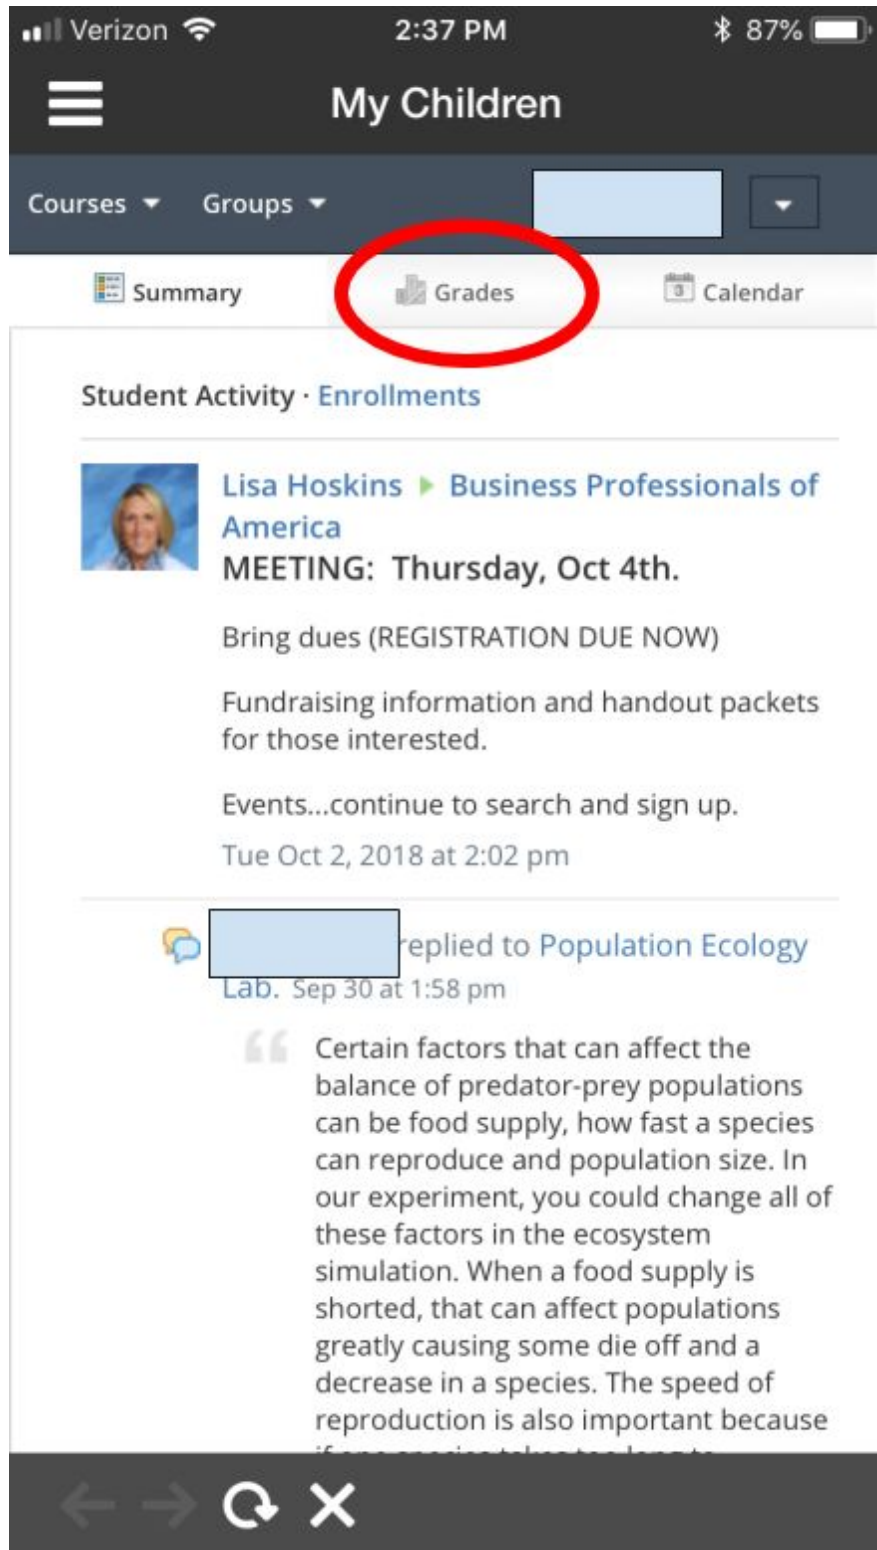 Verizon 2:37 PM 87%
My Children
Courses Groups
Summary Grades 3 Calendar
Student Activity · Enrollments
Lisa Hoskins ▶ Business Professionals of
America
MEETING:  Thursday, Oct 4th.
Bring dues (REGISTRATION DUE NOW)
Fundraising information and handout packets
for those interested.
Events...continue to search and sign up.
Tue Oct 2, 2018 at 2:02 pm
replied to Population Ecology
Lab. Sep 30 at 1:58 pm
“ Certain factors that can affect the
balance of predator-prey populations
can be food supply, how fast a species
can reproduce and population size. In
our experiment, you could change all of
these factors in the ecosystem
simulation. When a food supply is
shorted, that can affect populations
greatly causing some die off and a
decrease in a species. The speed of
reproduction is also important because